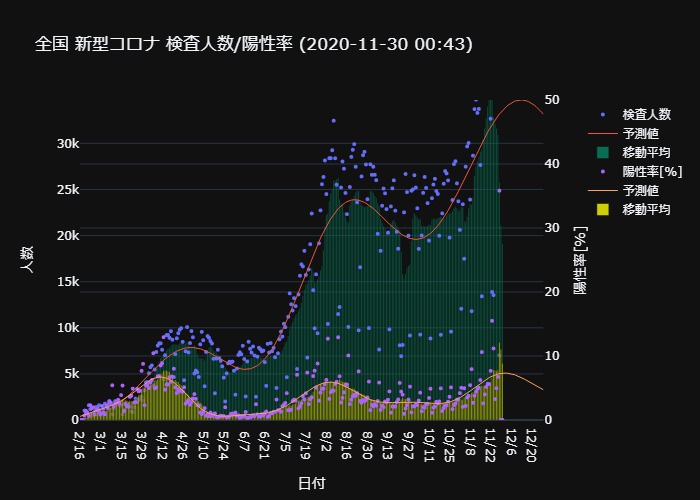 全国 新型コロナ 検査人数/陽性率 (2020-11-30 00:43)
検査人数
予測値
移動平均
陽性率[%]
予測値
移動平均
人数
30k
25k
20k
15k
10k
5k
0
50
40
30
20
10
0
陽性率[%]
2/16
3/1
3/15
3/29
4/12
4/26
5/10
5/24
6/7
6/21
7/5
7/19
8/2
8/16
8/30
9/13
9/27
10/11
10/25
11/8
11/22
12/6
12/20
日付